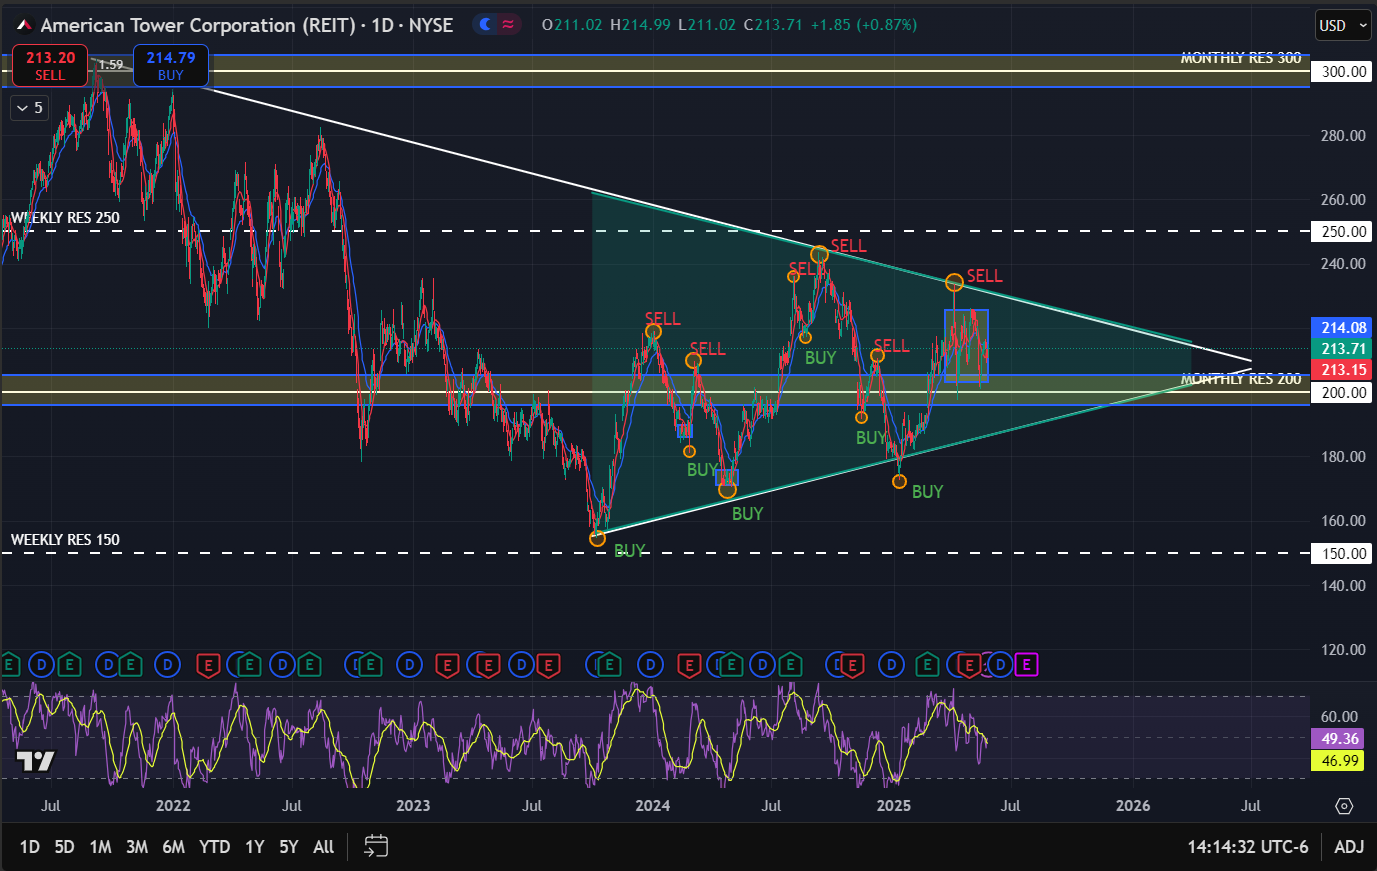 American Tower Corporation (REIT) · 1D · NYSE
O211.02 H214.99 L211.02 C213.71 +1.85 (+0.87%)
USD
213.20
SELL
1.59
214.79
BUY
5
MONTHLY RES 300
300.00
280.00
260.00
WEEKLY RES 250
250.00
SELL
240.00
SELL
SELL
SELL
214.08
SELL
SELL
213.71
BUY
213.15
MONTHLY RES 200
200.00
BUY
180.00
BUY
BUY
BUY
160.00
WEEKLY RES 150
BUY
150.00
140.00
120.00
E D E D E D E E D E D E D E E D E E D E D E D E D E E D E
60.00
49.36
46.99
Jul 2022 Jul 2023 Jul 2024 Jul 2025 Jul 2026 Jul
1D 5D 1M 3M 6M YTD 1Y 5Y All
14:14:32 UTC-6 ADJ